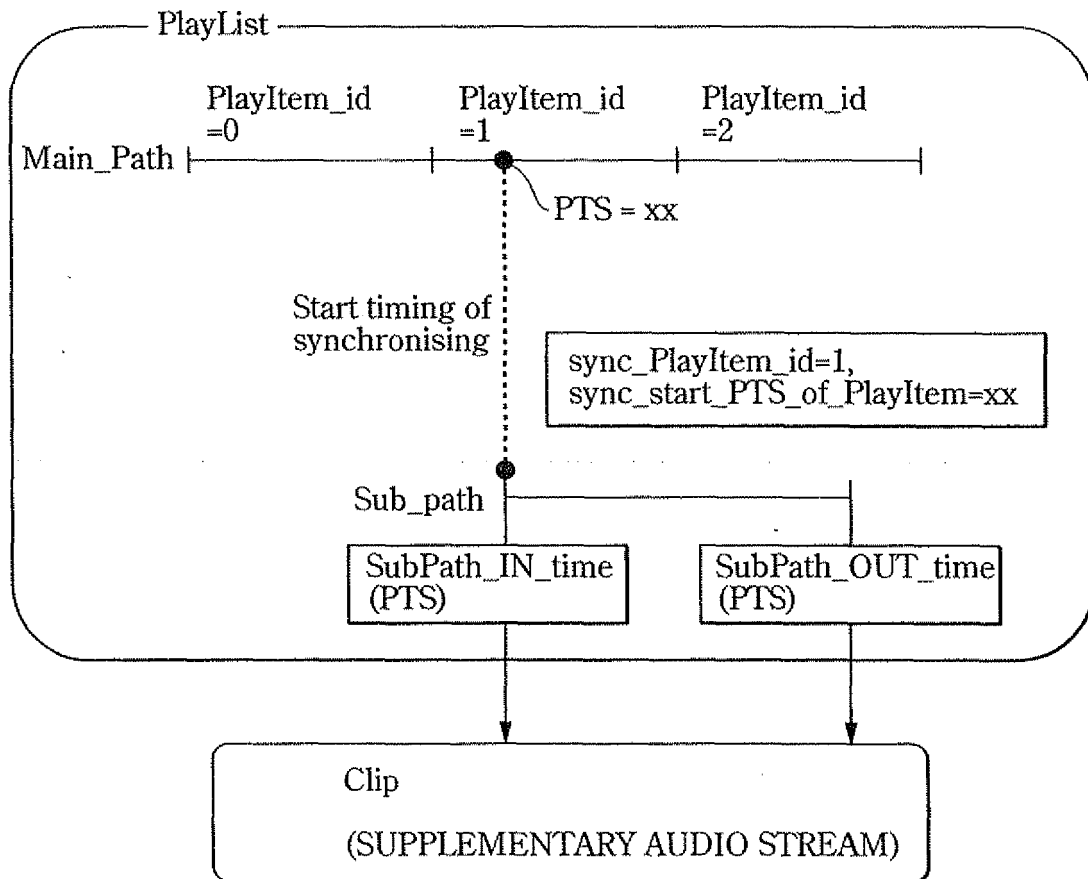 PlayList
PlayItem_id
=0
PlayItem_id
=1
PlayItem_id
=2
Main_Path
PTS = xx
Start timing of
synchronising
sync_PlayItem_id=1,
sync_start_PTS_of_PlayItem=xx
Sub_path
SubPath_IN_time
(PTS)
SubPath_OUT_time
(PTS)
Clip
(SUPPLEMENTARY AUDIO STREAM)